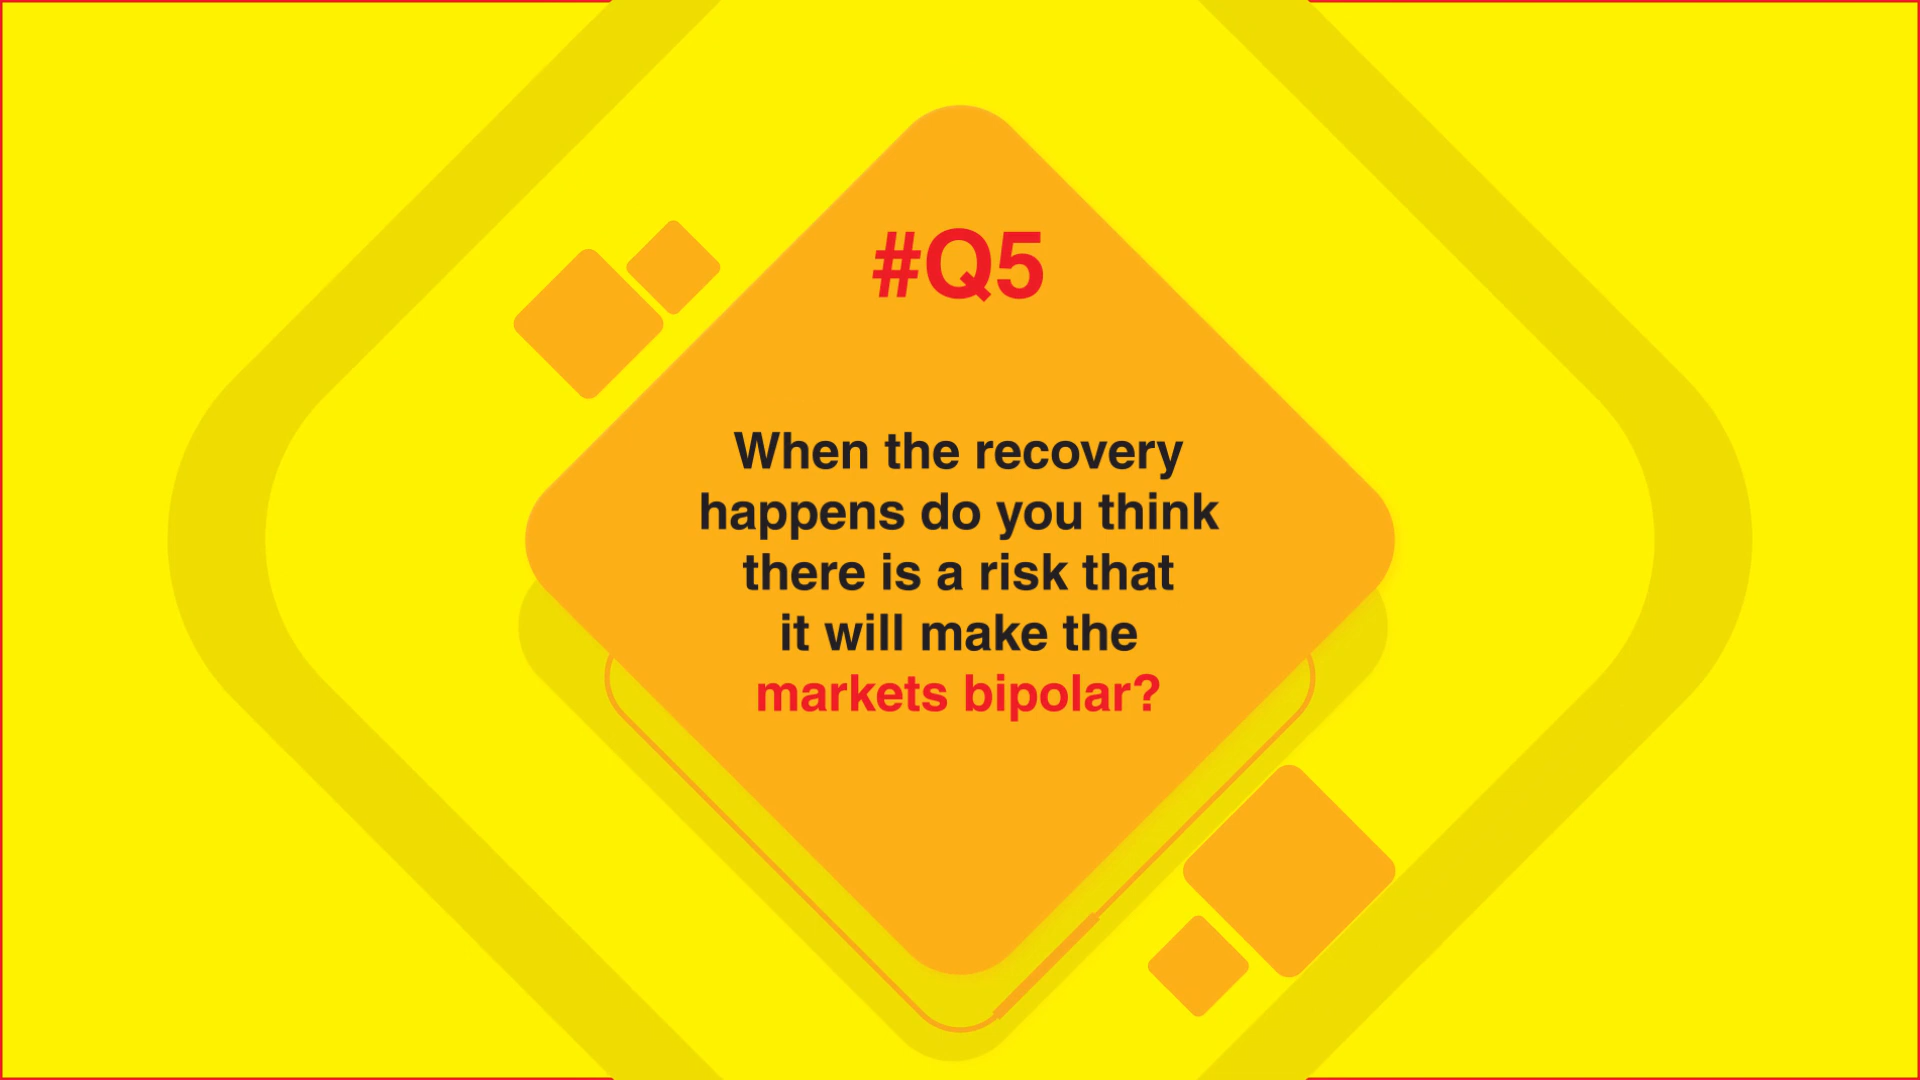 #Q5
When the recovery
happens do you think
there is a risk that
it will make the
markets bipolar?